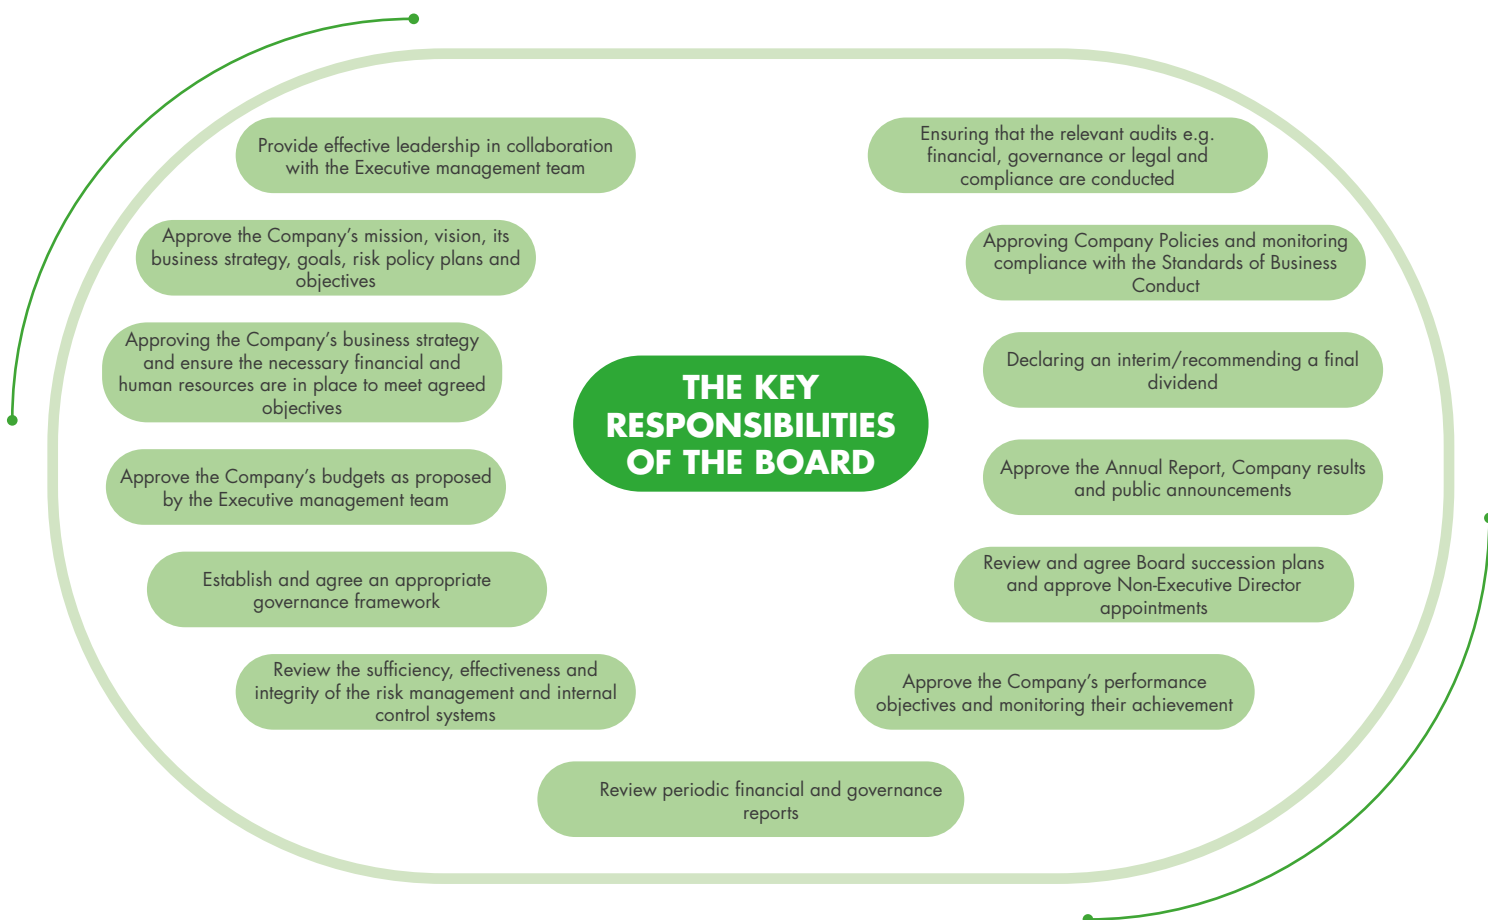 Provide effective leadership in collaboration
with the Executive management team
Approve the Company’s mission, vision, its
business strategy, goals, risk policy plans and
objectives
Approving the Company’s business strategy
and ensure the necessary financial and
human resources are in place to meet agreed
objectives
Approve the Company’s budgets as proposed
by the Executive management team
Establish and agree an appropriate
governance framework
Review the sufficiency, effectiveness and
integrity of the risk management and internal
control systems
THE KEY
RESPONSIBILITIES
OF THE BOARD
Ensuring that the relevant audits e.g.
financial, governance or legal and
compliance are conducted
Approving Company Policies and monitoring
compliance with the Standards of Business
Conduct
Declaring an interim/recommending a final
dividend
Approve the Annual Report, Company results
and public announcements
Review and agree Board succession plans
and approve Non-Executive Director
appointments
Approve the Company’s performance
objectives and monitoring their achievement
Review periodic financial and governance
reports